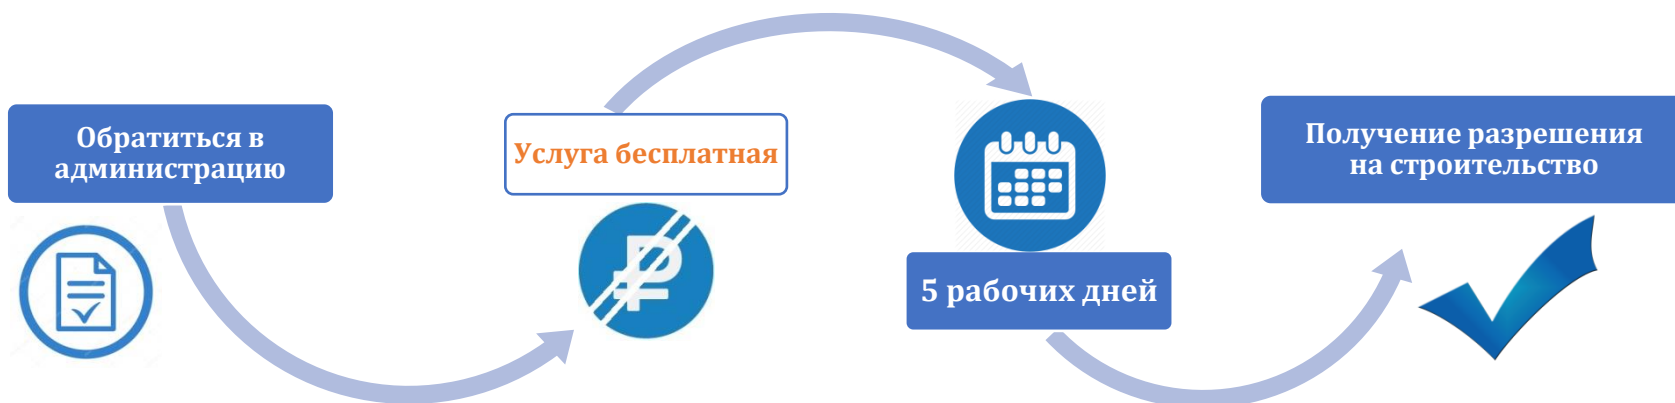 Обратиться в
администрацию
Услуга бесплатная
5 рабочих дней
Получение разрешения
на строительство